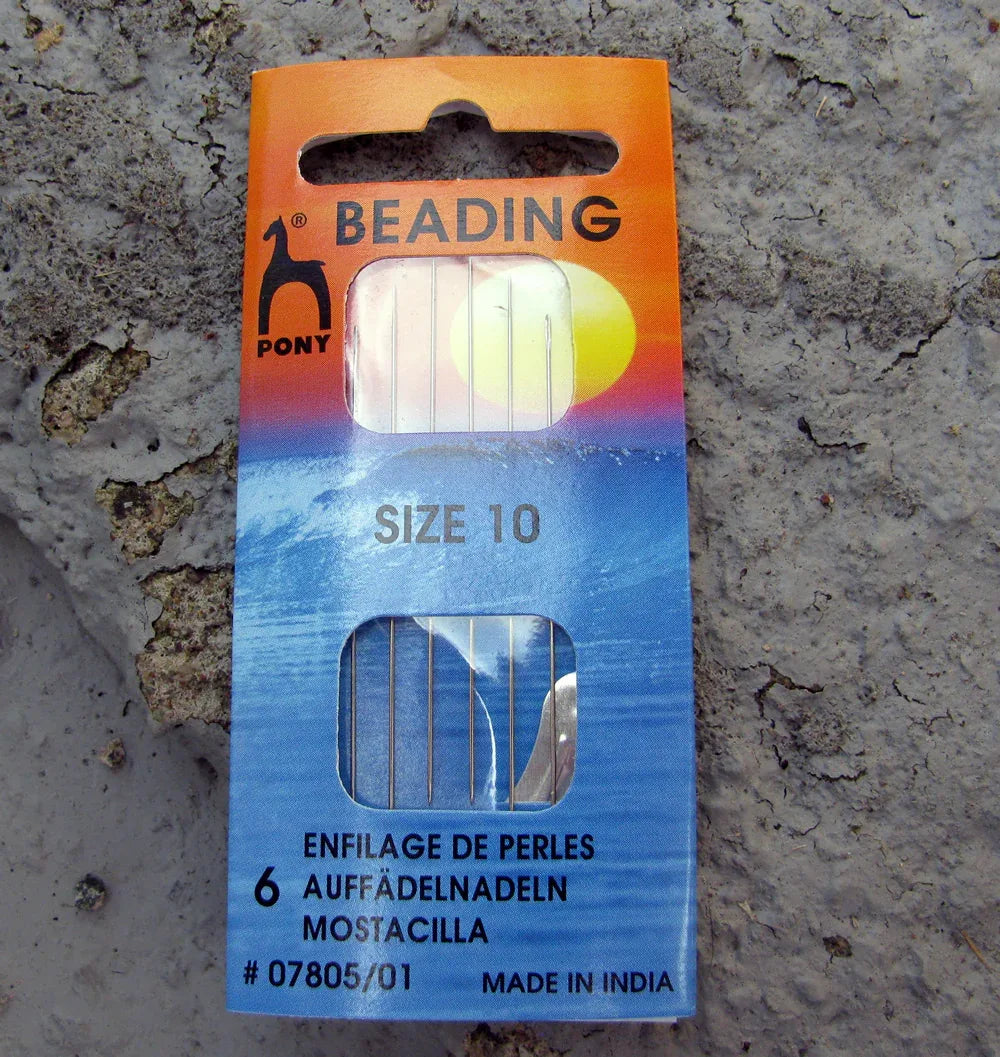 BEADING
®
PONY
SIZE 10
ENFILAGE DE PERLES
6 AUFFÄDELNADELN
MOSTACILLA
# 07805/01 MADE IN INDIA